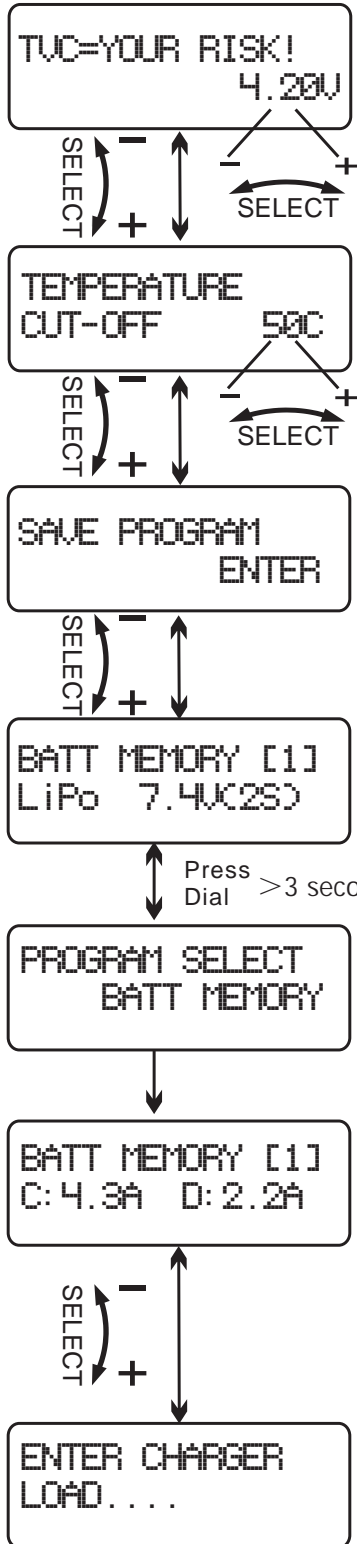 TVC=YOUR RISK!
4.20V
SELECT
−
+
−
+
SELECT
TEMPERATURE
CUT-OFF 50C
SELECT
−
+
−
+
SELECT
SAVE PROGRAM
ENTER
SELECT
−
+
BATT MEMORY [1]
LiPo 7.4V(2S)
Press
Dial >3 seco
PROGRAM SELECT
BATT MEMORY
BATT MEMORY [1]
C:4.3A D:2.2A
SELECT
−
+
ENTER CHARGER
LOAD....